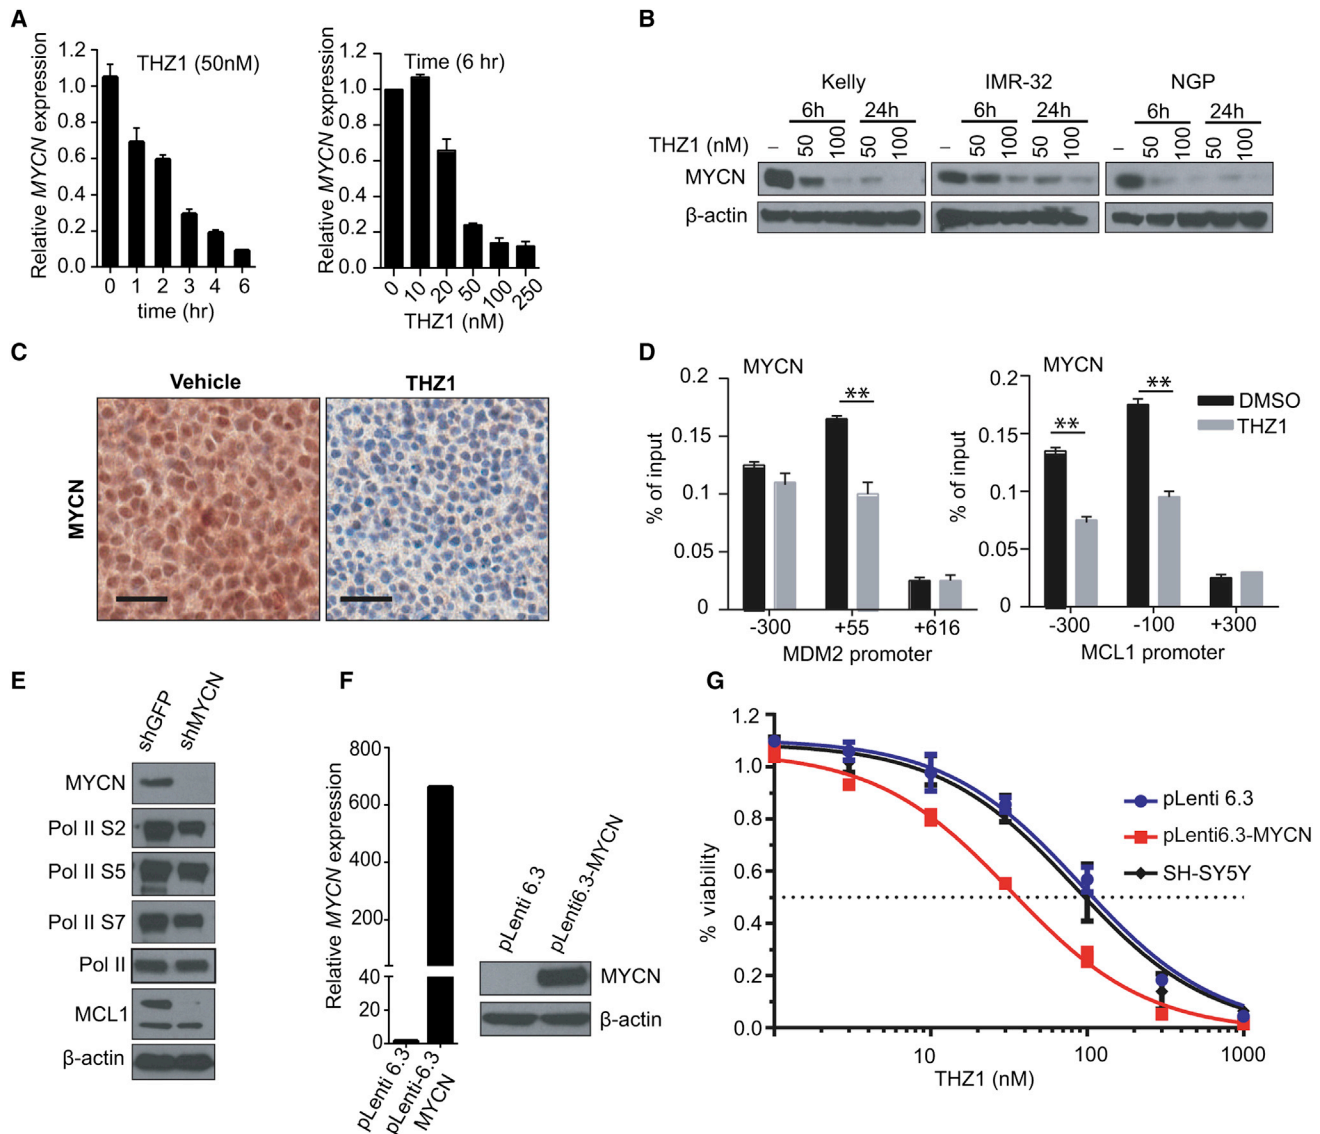 A
THZ1 (50nM)
Relative MYCN expression
1.2
1.0
0.8
0.6
0.4
0.2
0.0
0 1 2 3 4 6
time (hr)
Time (6 hr)
Relative MYCN expression
1.2
1.0
0.8
0.6
0.4
0.2
0.0
0 10 20 50 100 250
THZ1 (nM)
B
Kelly IMR-32 NGP
6h 24h 6h 24h 6h 24h
THZ1 (nM) – 50 100 50 100 – 50 100 50 100 – 50 100 50 100
MYCN
β-actin
C
Vehicle THZ1
MYCN
D
MYCN
% of input
0.2
0.15
0.1
0.05
0
**
-300 +55 +616
MDM2 promoter
MYCN
% of input
0.2
0.15
0.1
0.05
0
**
**
DMSO
THZ1
-300 -100 +300
MCL1 promoter
E
shGFP shMYCN
MYCN
Pol II S2
Pol II S5
Pol II S7
Pol II
MCL1
β-actin
F
Relative MYCN expression
800
600
400
200
40
20
0
pLenti 6.3
pLenti-6.3
MYCN
pLenti 6.3
pLenti6.3-MYCN
MYCN
β-actin
G
% viability
1.2
1.0
0.8
0.6
0.4
0.2
0.0
pLenti 6.3
pLenti6.3-MYCN
SH-SY5Y
10 100 1000
THZ1 (nM)